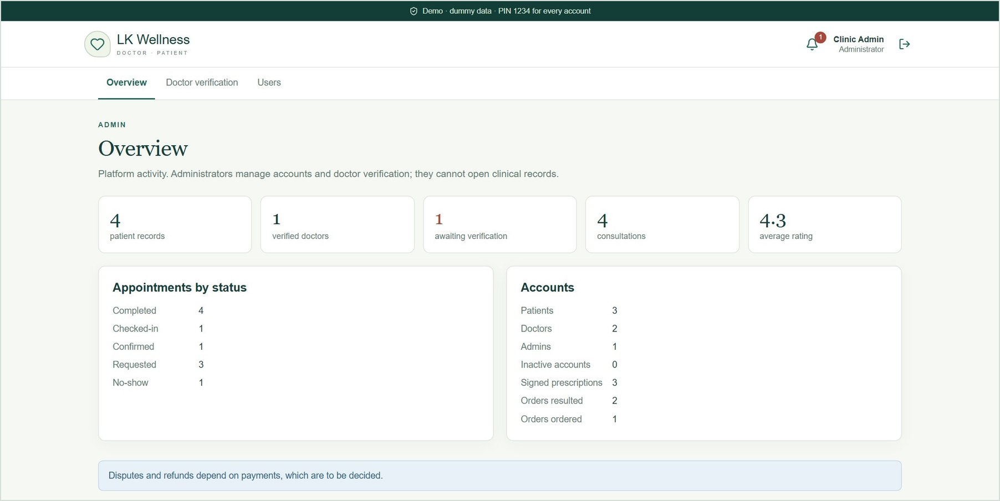 Demo · dummy data · PIN 1234 for every account
LK Wellness
DOCTOR · PATIENT
1
Clinic Admin
Administrator
Overview
Doctor verification
Users
ADMIN
Overview
Platform activity. Administrators manage accounts and doctor verification; they cannot open clinical records.
4
patient records
1
verified doctors
1
awaiting verification
4
consultations
4.3
average rating
Appointments by status
Completed 4
Checked-in 1
Confirmed 1
Requested 3
No-show 1
Accounts
Patients 3
Doctors 2
Admins 1
Inactive accounts 0
Signed prescriptions 3
Orders resulted 2
Orders ordered 1
Disputes and refunds depend on payments, which are to be decided.